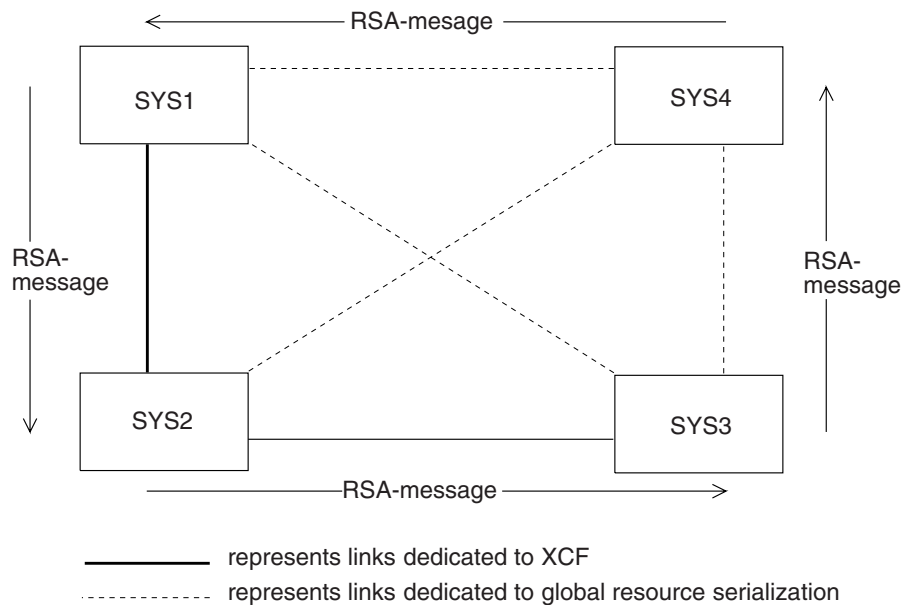 RSA-mesage
SYS1
SYS4
RSA-
message
RSA-
message
SYS2
SYS3
RSA-message
represents links dedicated to XCF
represents links dedicated to global resource serialization